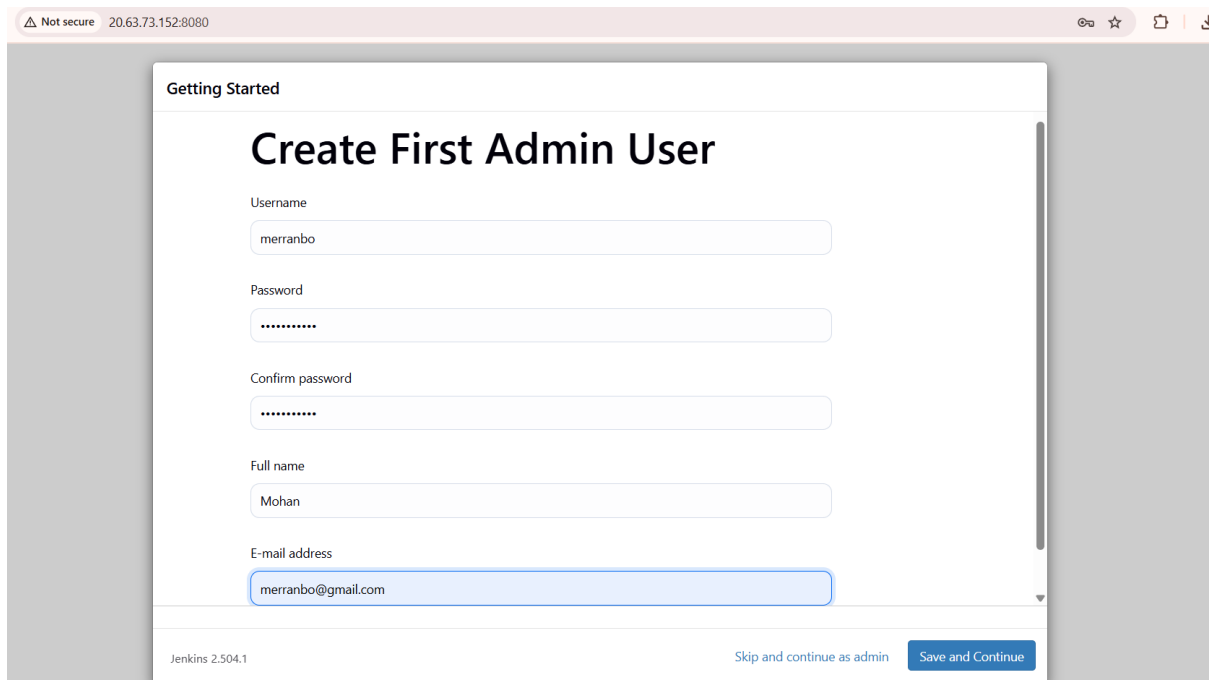 Not secure 20.63.73.152:8080
Getting Started
Create First Admin User
Username
merranbo
Password
•••••••••••
Confirm password
•••••••••••
Full name
Mohan
E-mail address
merranbo@gmail.com
Jenkins 2.504.1 Skip and continue as admin Save and Continue